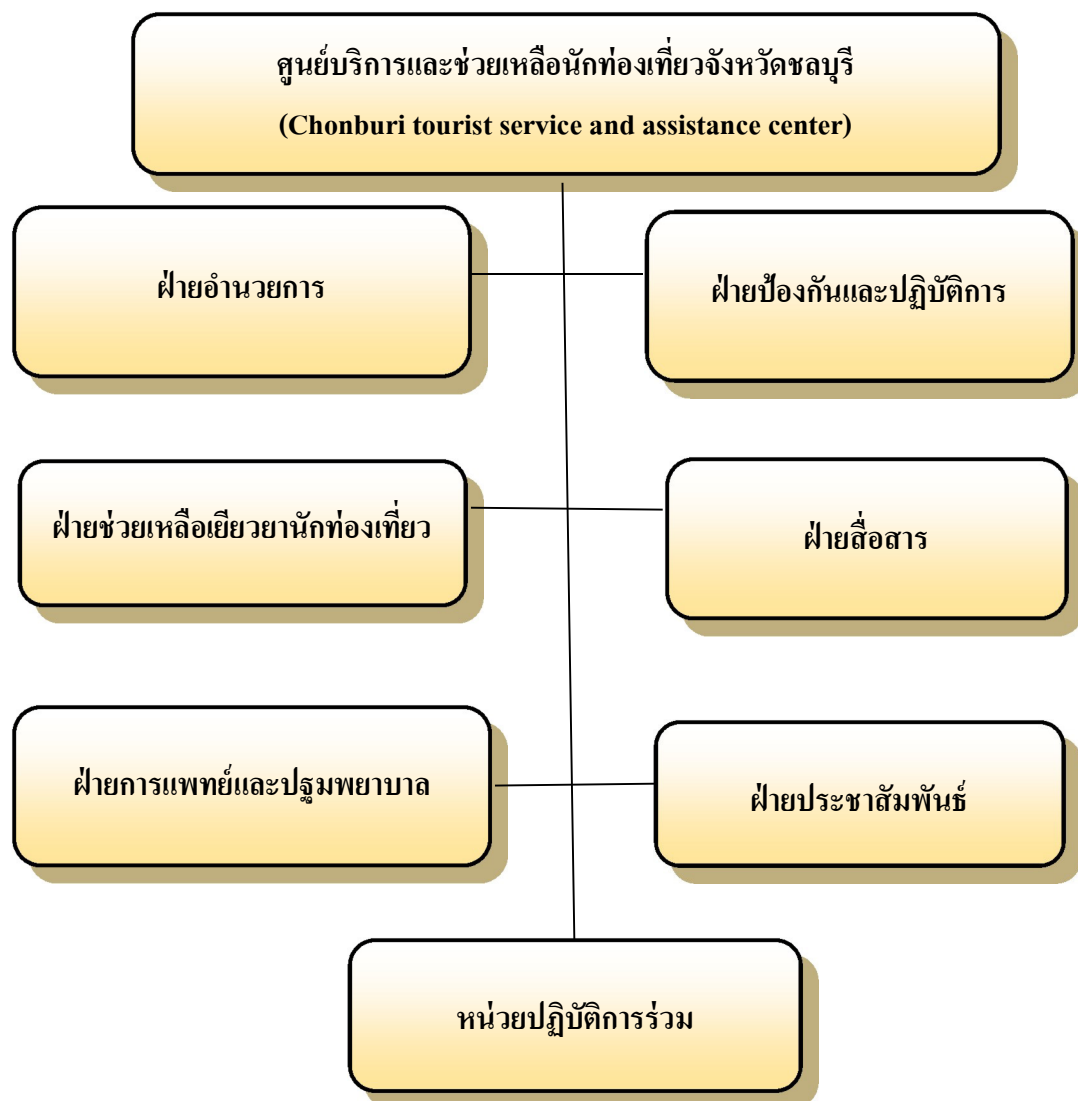 ศูนย์บริการและช่วยเหลือนักท่องเที่ยวจังหวัดชลบุรี
(Chonburi tourist service and assistance center)
ฝ่ายอำนวยการ
ฝ่ายป้องกันและปฏิบัติการ
ฝ่ายช่วยเหลือเยียวยานักท่องเที่ยว
ฝ่ายสื่อสาร
ฝ่ายการแพทย์และปฐมพยาบาล
ฝ่ายประชาสัมพันธ์
หน่วยปฏิบัติการร่วม